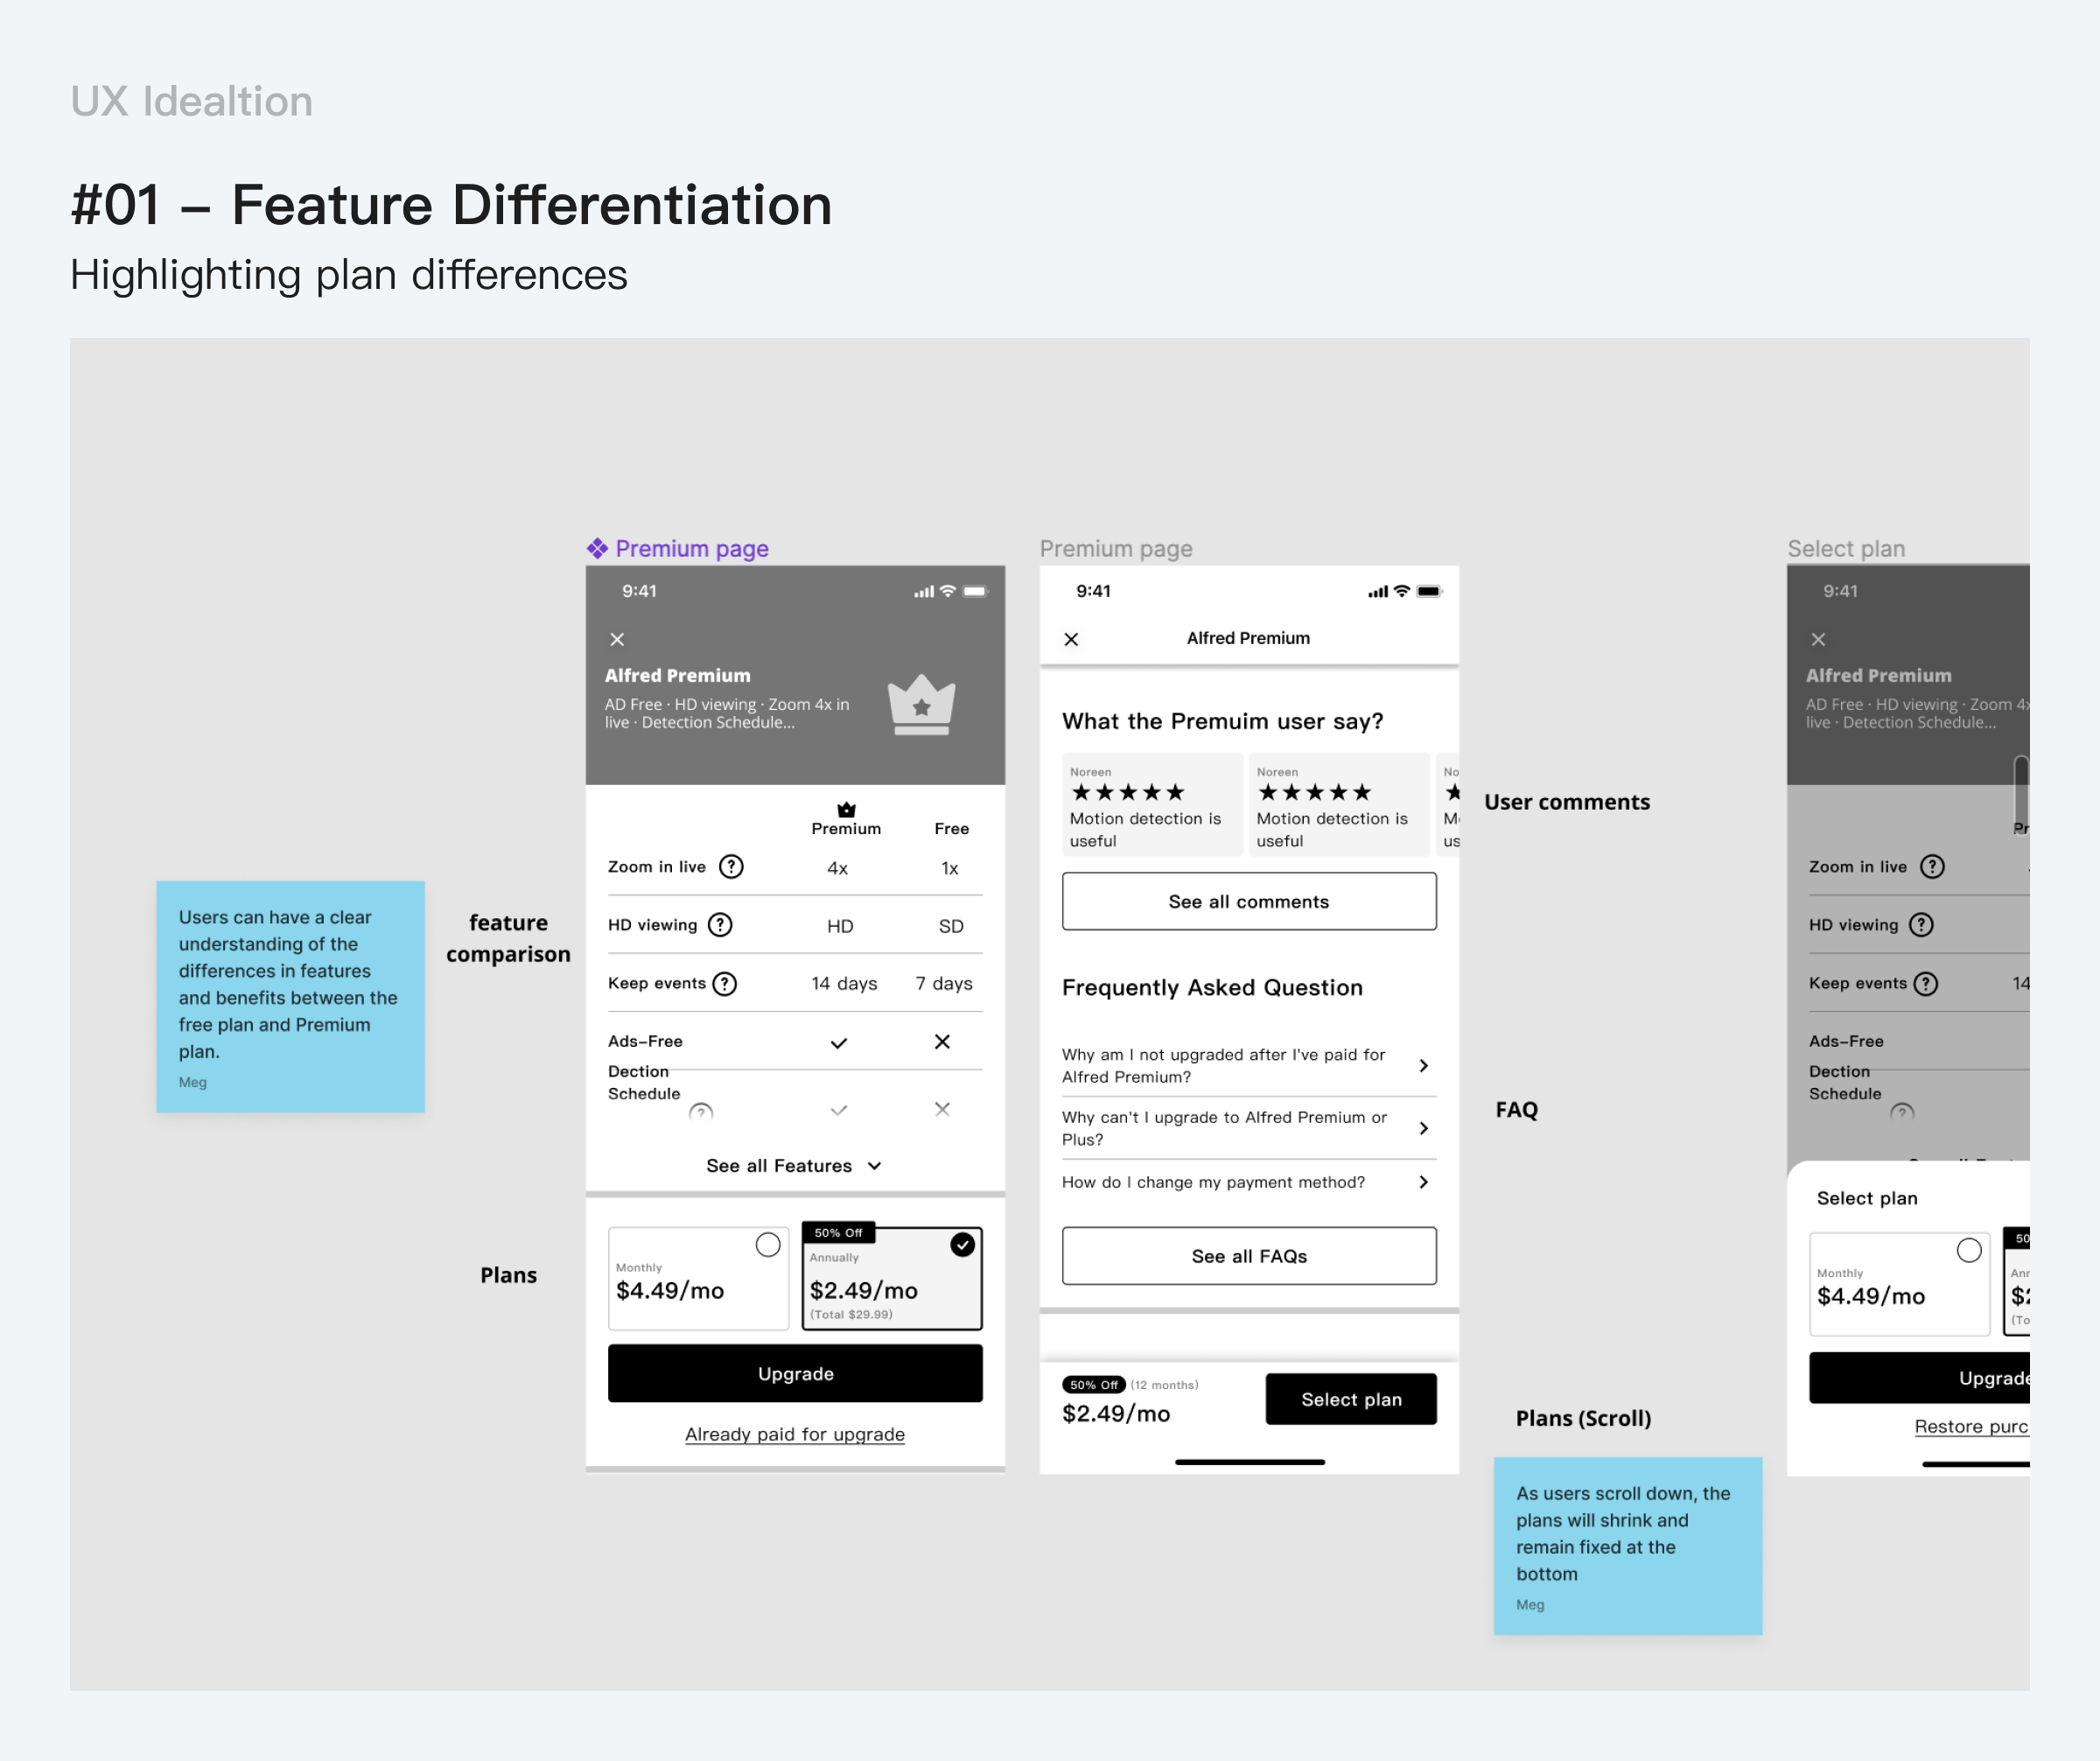 UX Idealtion
#01 – Feature Differentiation
Highlighting plan differences
Users can have a clear
understanding of the
differences in features
and benefits between the
free plan and Premium
plan.
Meg
feature
comparison
Plans
Premium page
9:41
Alfred Premium
AD Free · HD viewing · Zoom 4x in
live · Detection Schedule...
Premium Free
Zoom in live ? 4x 1x
HD viewing ? HD SD
Keep events ? 14 days 7 days
Ads-Free
Dection
Schedule ?
See all Features
50% Off
Monthly
$4.49/mo
Annually
$2.49/mo
(Total $29.99)
Upgrade
Already paid for upgrade
Premium page
9:41
Alfred Premium
What the Premuim user say?
Noreen
Motion detection is
useful
Noreen
Motion detection is
useful
No
M
us
See all comments
Frequently Asked Question
Why am I not upgraded after I've paid for
Alfred Premium?
Why can't I upgrade to Alfred Premium or
Plus?
How do I change my payment method?
See all FAQs
50% Off (12 months)
$2.49/mo
Select plan
User comments
FAQ
Plans (Scroll)
As users scroll down, the
plans will shrink and
remain fixed at the
bottom
Meg
Select plan
9:41
Alfred Premium
AD Free · HD viewing · Zoom 4x
live · Detection Schedule...
Pr
Zoom in live ?
HD viewing ?
Keep events ? 14
Ads-Free
Dection
Schedule ?
Select plan
50
Monthly
$4.49/mo
Ann
$2
(To
Upgrade
Restore purc